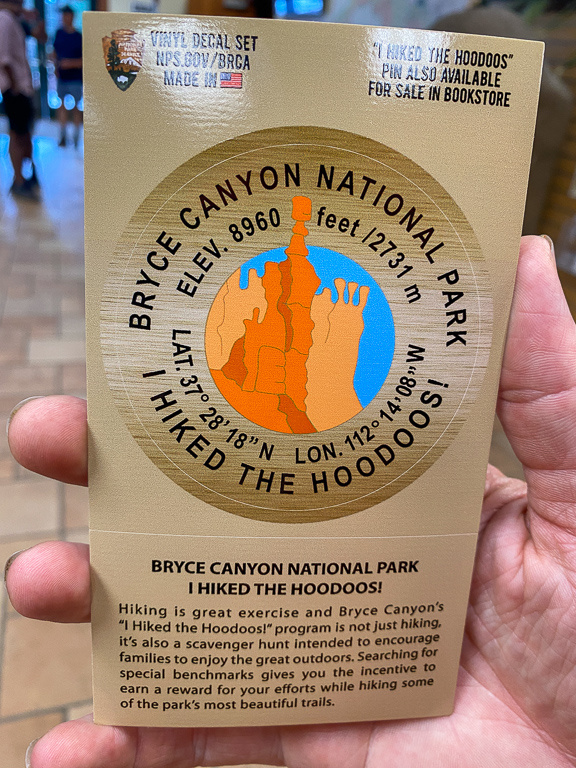 VINYL DECAL SET
NPS.GOV/BRCA
MADE IN
"I HIKED THE HOODOOS"
PIN ALSO AVAILABLE
FOR SALE IN BOOKSTORE
BRYCE CANYON NATIONAL PARK
ELEV. 8960 feet /2731 m
LAT. 37° 28'18"N LON. 112° 14'08"W
I HIKED THE HOODOOS!
BRYCE CANYON NATIONAL PARK
I HIKED THE HOODOOS!
Hiking is great exercise and Bryce Canyon's
"I Hiked the Hoodoos!" program is not just hiking,
it's also a scavenger hunt intended to encourage
families to enjoy the great outdoors. Searching for
special benchmarks gives you the incentive to
earn a reward for your efforts while hiking some
of the park's most beautiful trails.